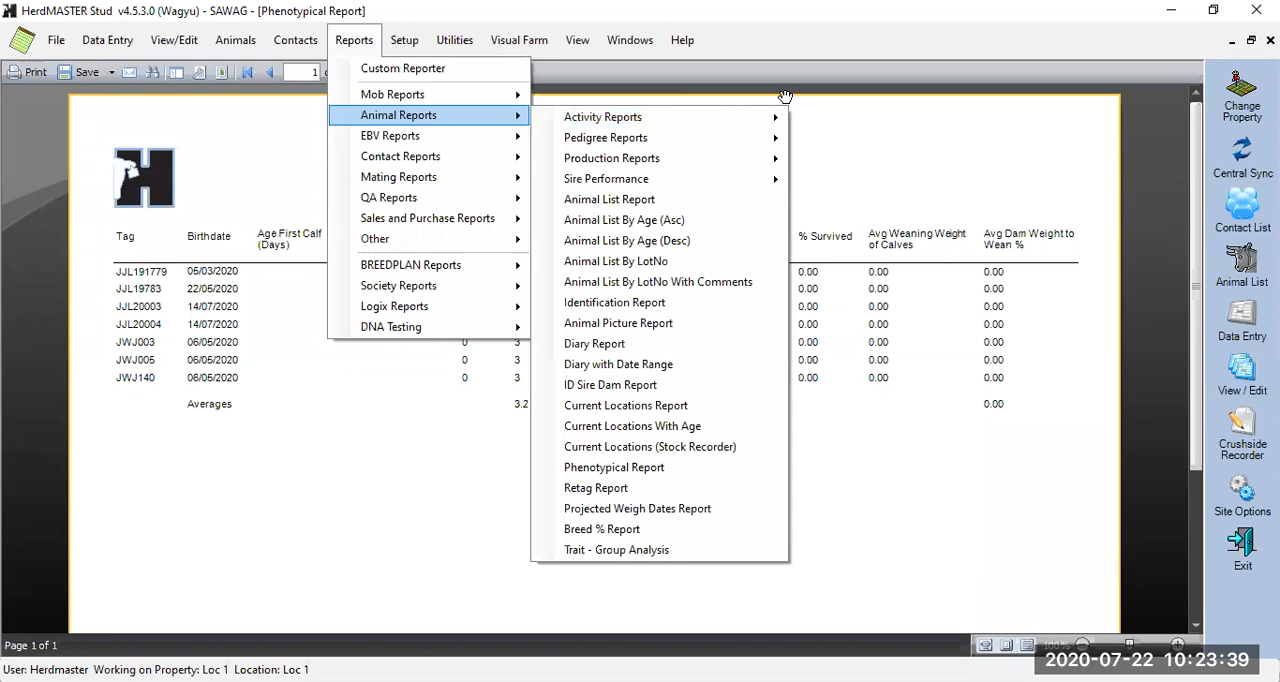 HerdMASTER Stud v4.5.3.0 (Wagyu) - SAWAG - [Phenotypical Report]
File Data Entry View/Edit Animals Contacts Reports Setup Utilities Visual Farm View Windows Help
Print Save 1
Custom Reporter
Mob Reports
Animal Reports
EBV Reports
Contact Reports
Mating Reports
QA Reports
Sales and Purchase Reports
Other
BREEDPLAN Reports
Society Reports
Logix Reports
DNA Testing
Activity Reports
Pedigree Reports
Production Reports
Sire Performance
Animal List Report
Animal List By Age (Asc)
Animal List By Age (Desc)
Animal List By LotNo
Animal List By LotNo With Comments
Identification Report
Animal Picture Report
Diary Report
Diary with Date Range
ID Sire Dam Report
Current Locations Report
Current Locations With Age
Current Locations (Stock Recorder)
Phenotypical Report
Retag Report
Projected Weigh Dates Report
Breed % Report
Trait - Group Analysis
H
Tag Birthdate Age First Calf (Days) % Survived Avg Weaning Weight of Calves Avg Dam Weight to Wean %
JJL191779 05/03/2020 0.00 0.00 0.00
JJL19783 22/05/2020 0.00 0.00 0.00
JJL20003 14/07/2020 0.00 0.00 0.00
JJL20004 14/07/2020 0.00 0.00 0.00
JWJ003 06/05/2020 0 3 0.00 0.00 0.00
JWJ005 06/05/2020 0 3 0.00 0.00 0.00
JWJ140 06/05/2020 0 3 0.00 0.00 0.00
Averages 3.2 0.00
Change Property
Central Sync
Contact List
Animal List
Data Entry
View / Edit
Crushside Recorder
Site Options
Exit
Page 1 of 1 100%
2020-07-22 10:23:39
User: Herdmaster Working on Property: Loc 1 Location: Loc 1